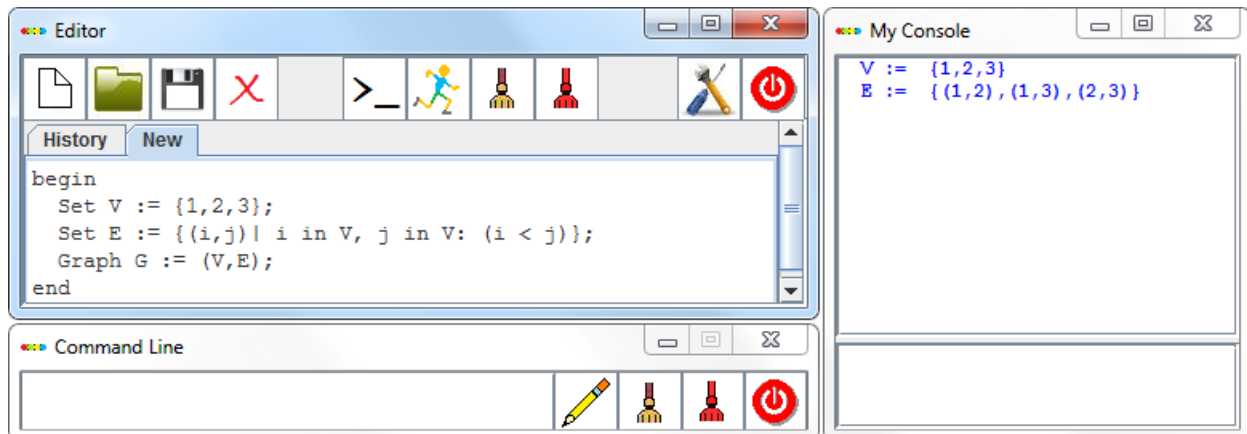 Editor
>_
History New
begin
Set V := {1,2,3};
Set E := {(i,j)| i in V, j in V: (i < j)};
Graph G := (V,E);
end
Command Line
My Console
V := {1,2,3}
E := {(1,2),(1,3),(2,3)}